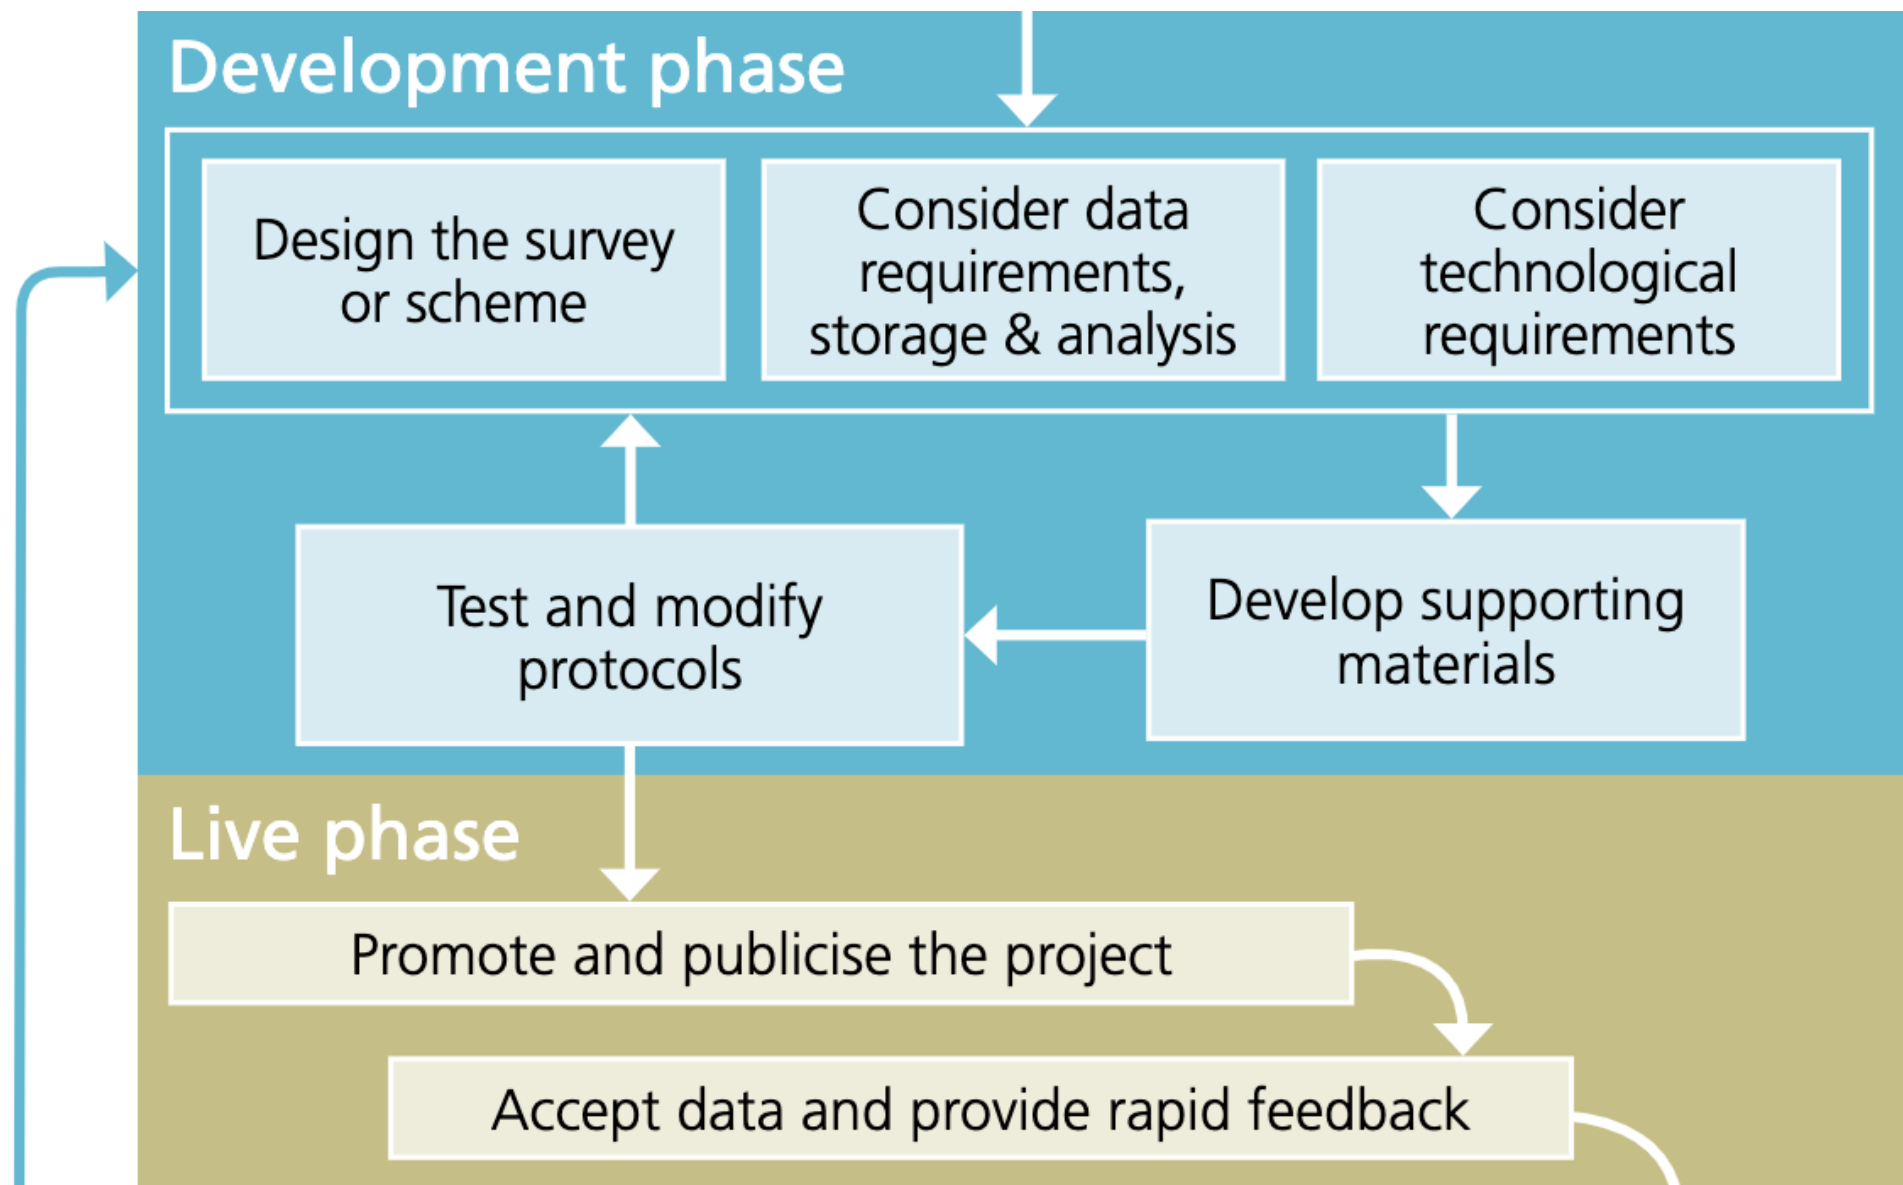 Development phase
Design the survey
or scheme
Consider data
requirements,
storage & analysis
Consider
technological
requirements
Test and modify
protocols
Develop supporting
materials
Live phase
Promote and publicise the project
Accept data and provide rapid feedback